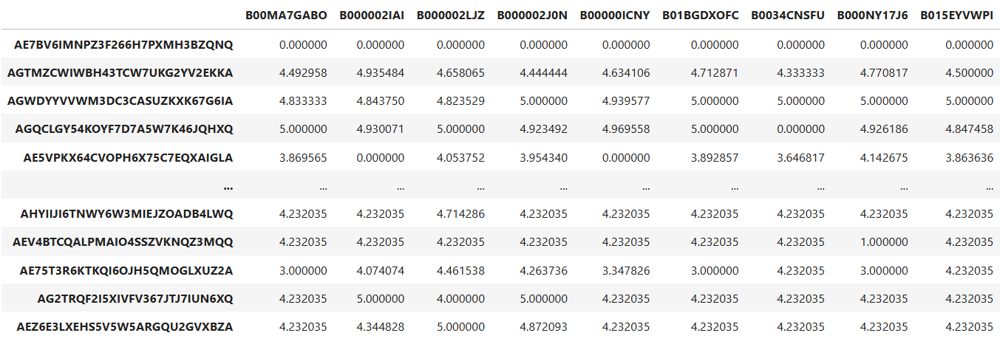 B00MA7GABO B000002IAI B000002LJZ B000002J0N B00000ICNY B01BGDXOFC B0034CNSFU B000NY17J6 B015EYVWPI
AE7BV6IMNPZ3F266H7PXMH3BZQNQ 0.000000 0.000000 0.000000 0.000000 0.000000 0.000000 0.000000 0.000000 0.000000
AGTMZCWIWBH43TCW7UKG2YV2EKKA 4.492958 4.935484 4.658065 4.444444 4.634106 4.712871 4.333333 4.770817 4.500000
AGWDYYVVWM3DC3CASUZKXK67G6IA 4.833333 4.843750 4.823529 5.000000 4.939577 5.000000 5.000000 5.000000 5.000000
AGQCLGY54KOYF7D7A5W7K46JQHXQ 5.000000 4.930071 5.000000 4.923492 4.969558 5.000000 0.000000 4.926186 4.847458
AE5VPKX64CVOPH6X75C7EQXAIGLA 3.869565 0.000000 4.053752 3.954340 0.000000 3.892857 3.646817 4.142675 3.863636
... ... ... ... ... ... ... ... ... ...
AHYIIJI6TNWY6W3MIEJZOADB4LWQ 4.232035 4.232035 4.714286 4.232035 4.232035 4.232035 4.232035 4.232035 4.232035
AEV4BTCQALPMAIO4SSZVKNQZ3MQQ 4.232035 4.232035 4.232035 4.232035 4.232035 4.232035 4.232035 1.000000 4.232035
AE75T3R6KTKQI6OJH5QMOGLXUZ2A 3.000000 4.074074 4.461538 4.263736 3.347826 3.000000 4.232035 3.000000 4.232035
AG2TRQF2I5XIVFV367JTJ7IUN6XQ 4.232035 5.000000 4.000000 5.000000 4.232035 4.232035 4.232035 4.232035 4.232035
AEZ6E3LXEHS5V5W5ARGQU2GVXBZA 4.232035 4.344828 5.000000 4.872093 4.232035 4.232035 4.232035 4.232035 4.232035